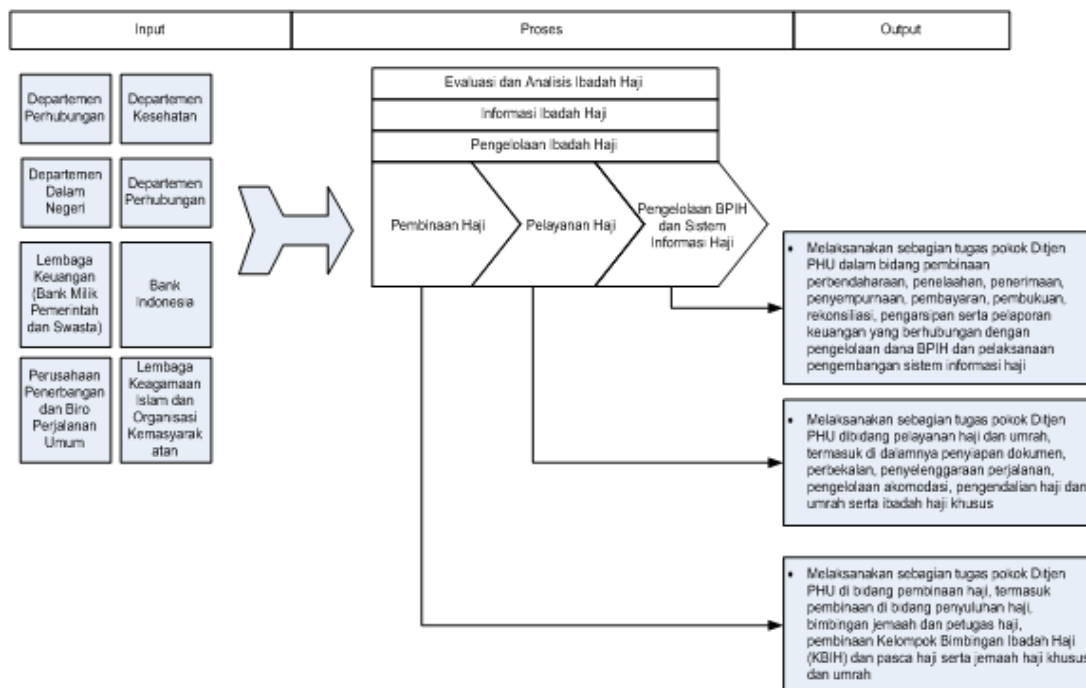 Input
Proses
Output
Departemen
Perhubungan
Departemen
Kesehatan
Departemen
Dalam
Negeri
Departemen
Perhubungan
Lembaga
Keuangan
(Bank Milik
Pemerintah
dan Swasta)
Bank
Indonesia
Perusahaan
Penerbangan
dan Biro
Perjalanan
Umum
Lembaga
Keagamaan
Islam dan
Organisasi
Kemasyarak
atan
Evaluasi dan Analisis Ibadah Haji
Informasi Ibadah Haji
Pengelolaan Ibadah Haji
Pembinaan Haji
Pelayanan Haji
Pengelolaan BPIH
dan Sistem
Informasi Haji
• Melaksanakan sebagian tugas pokok Ditjen
PHU dalam bidang pembinaan
perbendaharaan, penelaahan, penerimaan,
penyempurnaan, pembayaran, pembukuan,
rekonsiliasi, pengarsipan serta pelaporan
keuangan yang berhubungan dengan
pengelolaan dana BPIH dan pelaksanaan
pengembangan sistem informasi haji
• Melaksanakan sebagian tugas pokok Ditjen
PHU dibidang pelayanan haji dan umrah,
termasuk di dalamnya penyiapan dokumen,
perbekalan, penyelenggaraan perjalanan,
pengelolaan akomodasi, pengendalian haji dan
umrah serta ibadah haji khusus
• Melaksanakan sebagian tugas pokok Ditjen
PHU di bidang pembinaan haji, termasuk
pembinaan di bidang penyuluhan haji,
bimbingan jemaah dan petugas haji,
pembinaan Kelompok Bimbingan Ibadah Haji
(KBIH) dan pasca haji serta jemaah haji khusus
dan umrah